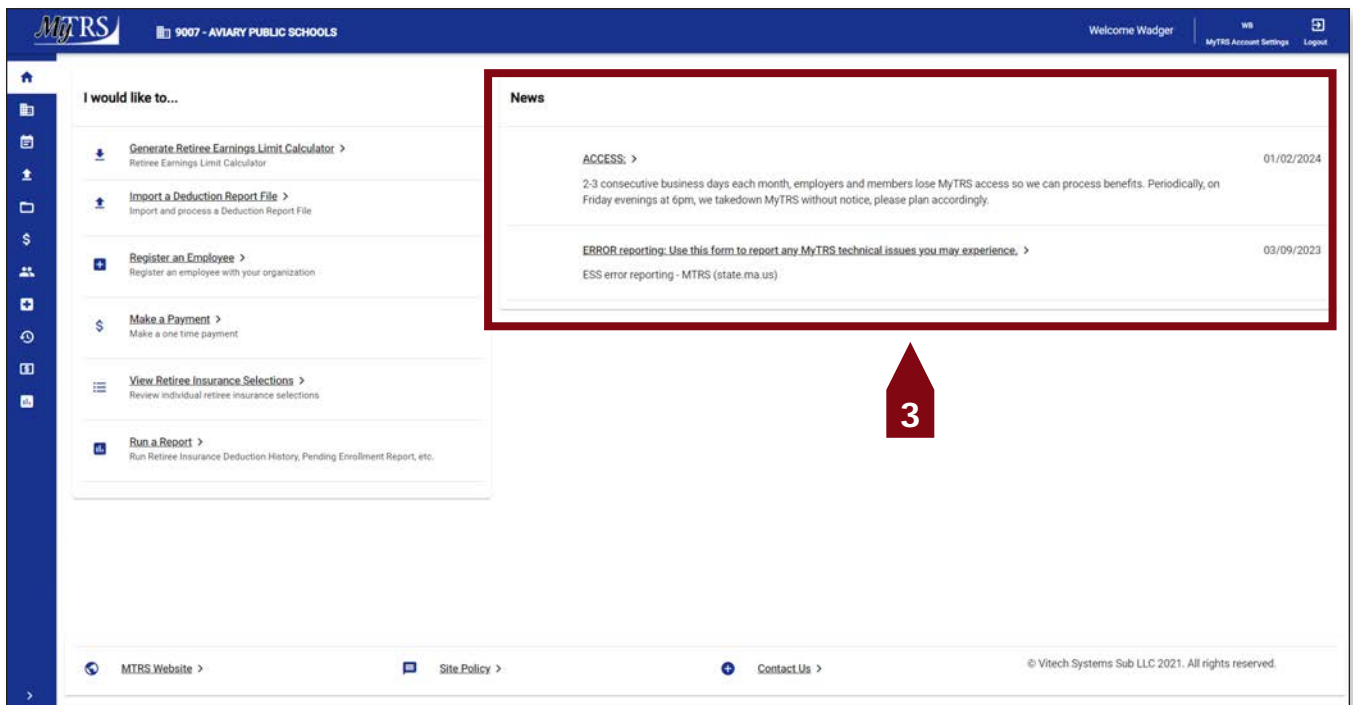 MyTRS
9007 - AVIARY PUBLIC SCHOOLS
Welcome Wadger
WB
MyTRS Account Settings
Logout
I would like to...
Generate Retiree Earnings Limit Calculator >
Retiree Earnings Limit Calculator
Import a Deduction Report File >
Import and process a Deduction Report File
Register an Employee >
Register an employee with your organization
Make a Payment >
Make a one time payment
View Retiree Insurance Selections >
Review individual retiree insurance selections
Run a Report >
Run Retiree Insurance Deduction History, Pending Enrollment Report, etc.
News
ACCESS: >
01/02/2024
2-3 consecutive business days each month, employers and members lose MyTRS access so we can process benefits. Periodically, on
Friday evenings at 6pm, we takedown MyTRS without notice, please plan accordingly.
ERROR reporting: Use this form to report any MyTRS technical issues you may experience. >
03/09/2023
ESS error reporting - MTRS (state.ma.us)
3
MTRS Website >
Site Policy >
Contact Us >
© Vitech Systems Sub LLC 2021. All rights reserved.